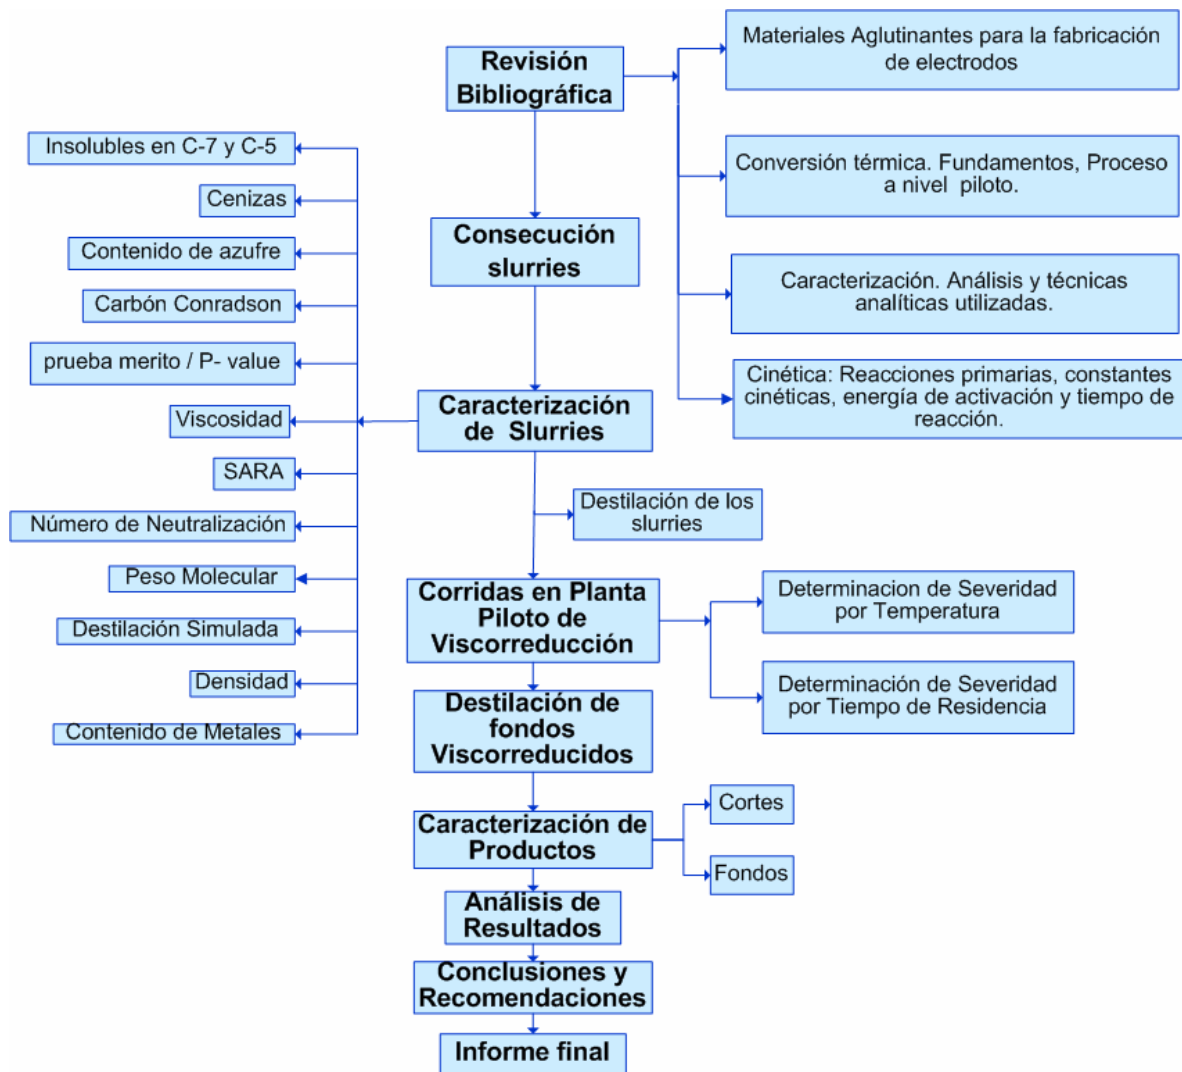 Revisión
Bibliográfica
Materiales Aglutinantes para la fabricación
de electrodos
Conversión térmica. Fundamentos, Proceso
a nivel piloto.
Caracterización. Análisis y técnicas
analíticas utilizadas.
Cinética: Reacciones primarias, constantes
cinéticas, energía de activación y tiempo de
reacción.
Consecución
slurries
Caracterización
de Slurries
Insolubles en C-7 y C-5
Cenizas
Contenido de azufre
Carbón Conradson
prueba merito / P- value
Viscosidad
SARA
Número de Neutralización
Peso Molecular
Destilación Simulada
Densidad
Contenido de Metales
Destilación de los
slurries
Corridas en Planta
Piloto de
Viscorreducción
Determinacion de Severidad
por Temperatura
Determinación de Severidad
por Tiempo de Residencia
Destilación de
fondos
Viscorreducidos
Caracterización de
Productos
Cortes
Fondos
Análisis de
Resultados
Conclusiones y
Recomendaciones
Informe final